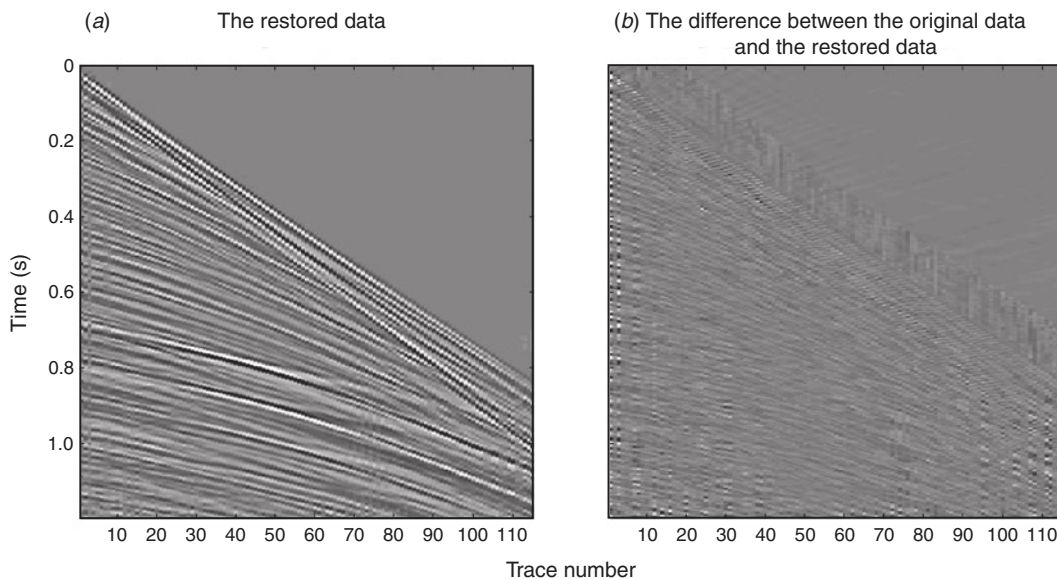 (a) The restored data
(b) The difference between the original data
and the restored data
0
0.2
0.4
0.6
0.8
1.0
Time (s)
10 20 30 40 50 60 70 80 90 100 110
10 20 30 40 50 60 70 80 90 100 110
Trace number